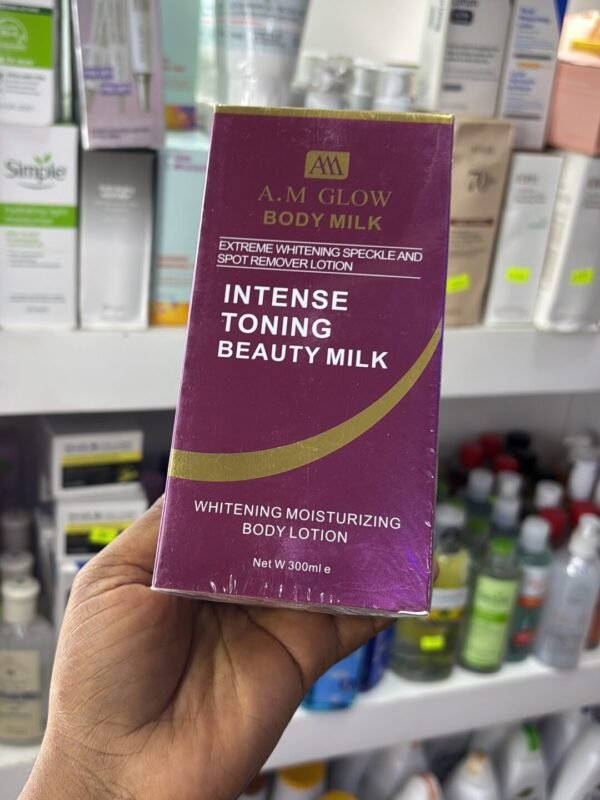 AM
A.M GLOW
BODY MILK
EXTREME WHITENING SPECKLE AND
SPOT REMOVER LOTION
INTENSE
TONING
BEAUTY MILK
WHITENING MOISTURIZING
BODY LOTION
Net W 300ml e
Simple
70%